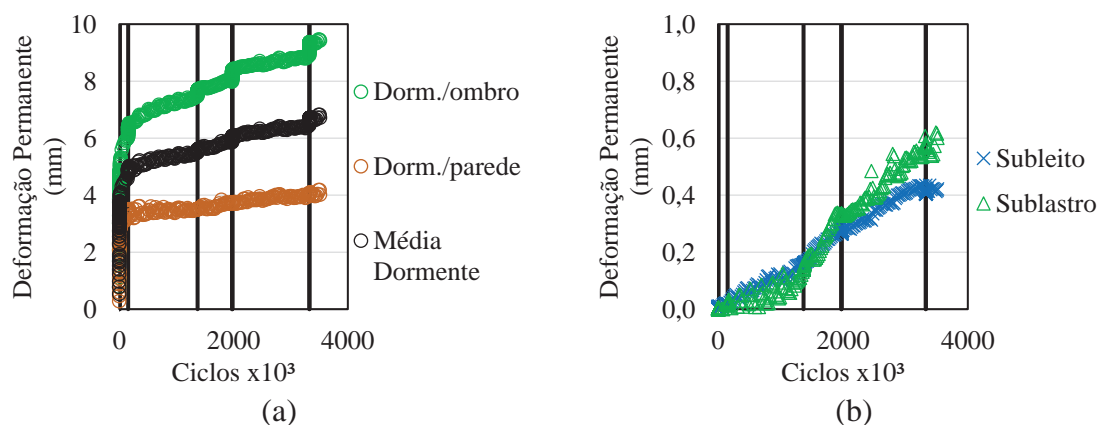 Deformação Permanente
(mm)
10
8
6
4
2
0
0
2000
4000
Ciclos x10³
Dorm./ombro
Dorm./parede
Média
Dormente
(a)
Deformação Permanente
(mm)
1,0
0,8
0,6
0,4
0,2
0,0
0
2000
4000
Ciclos x10³
Subleito
Sublastro
(b)